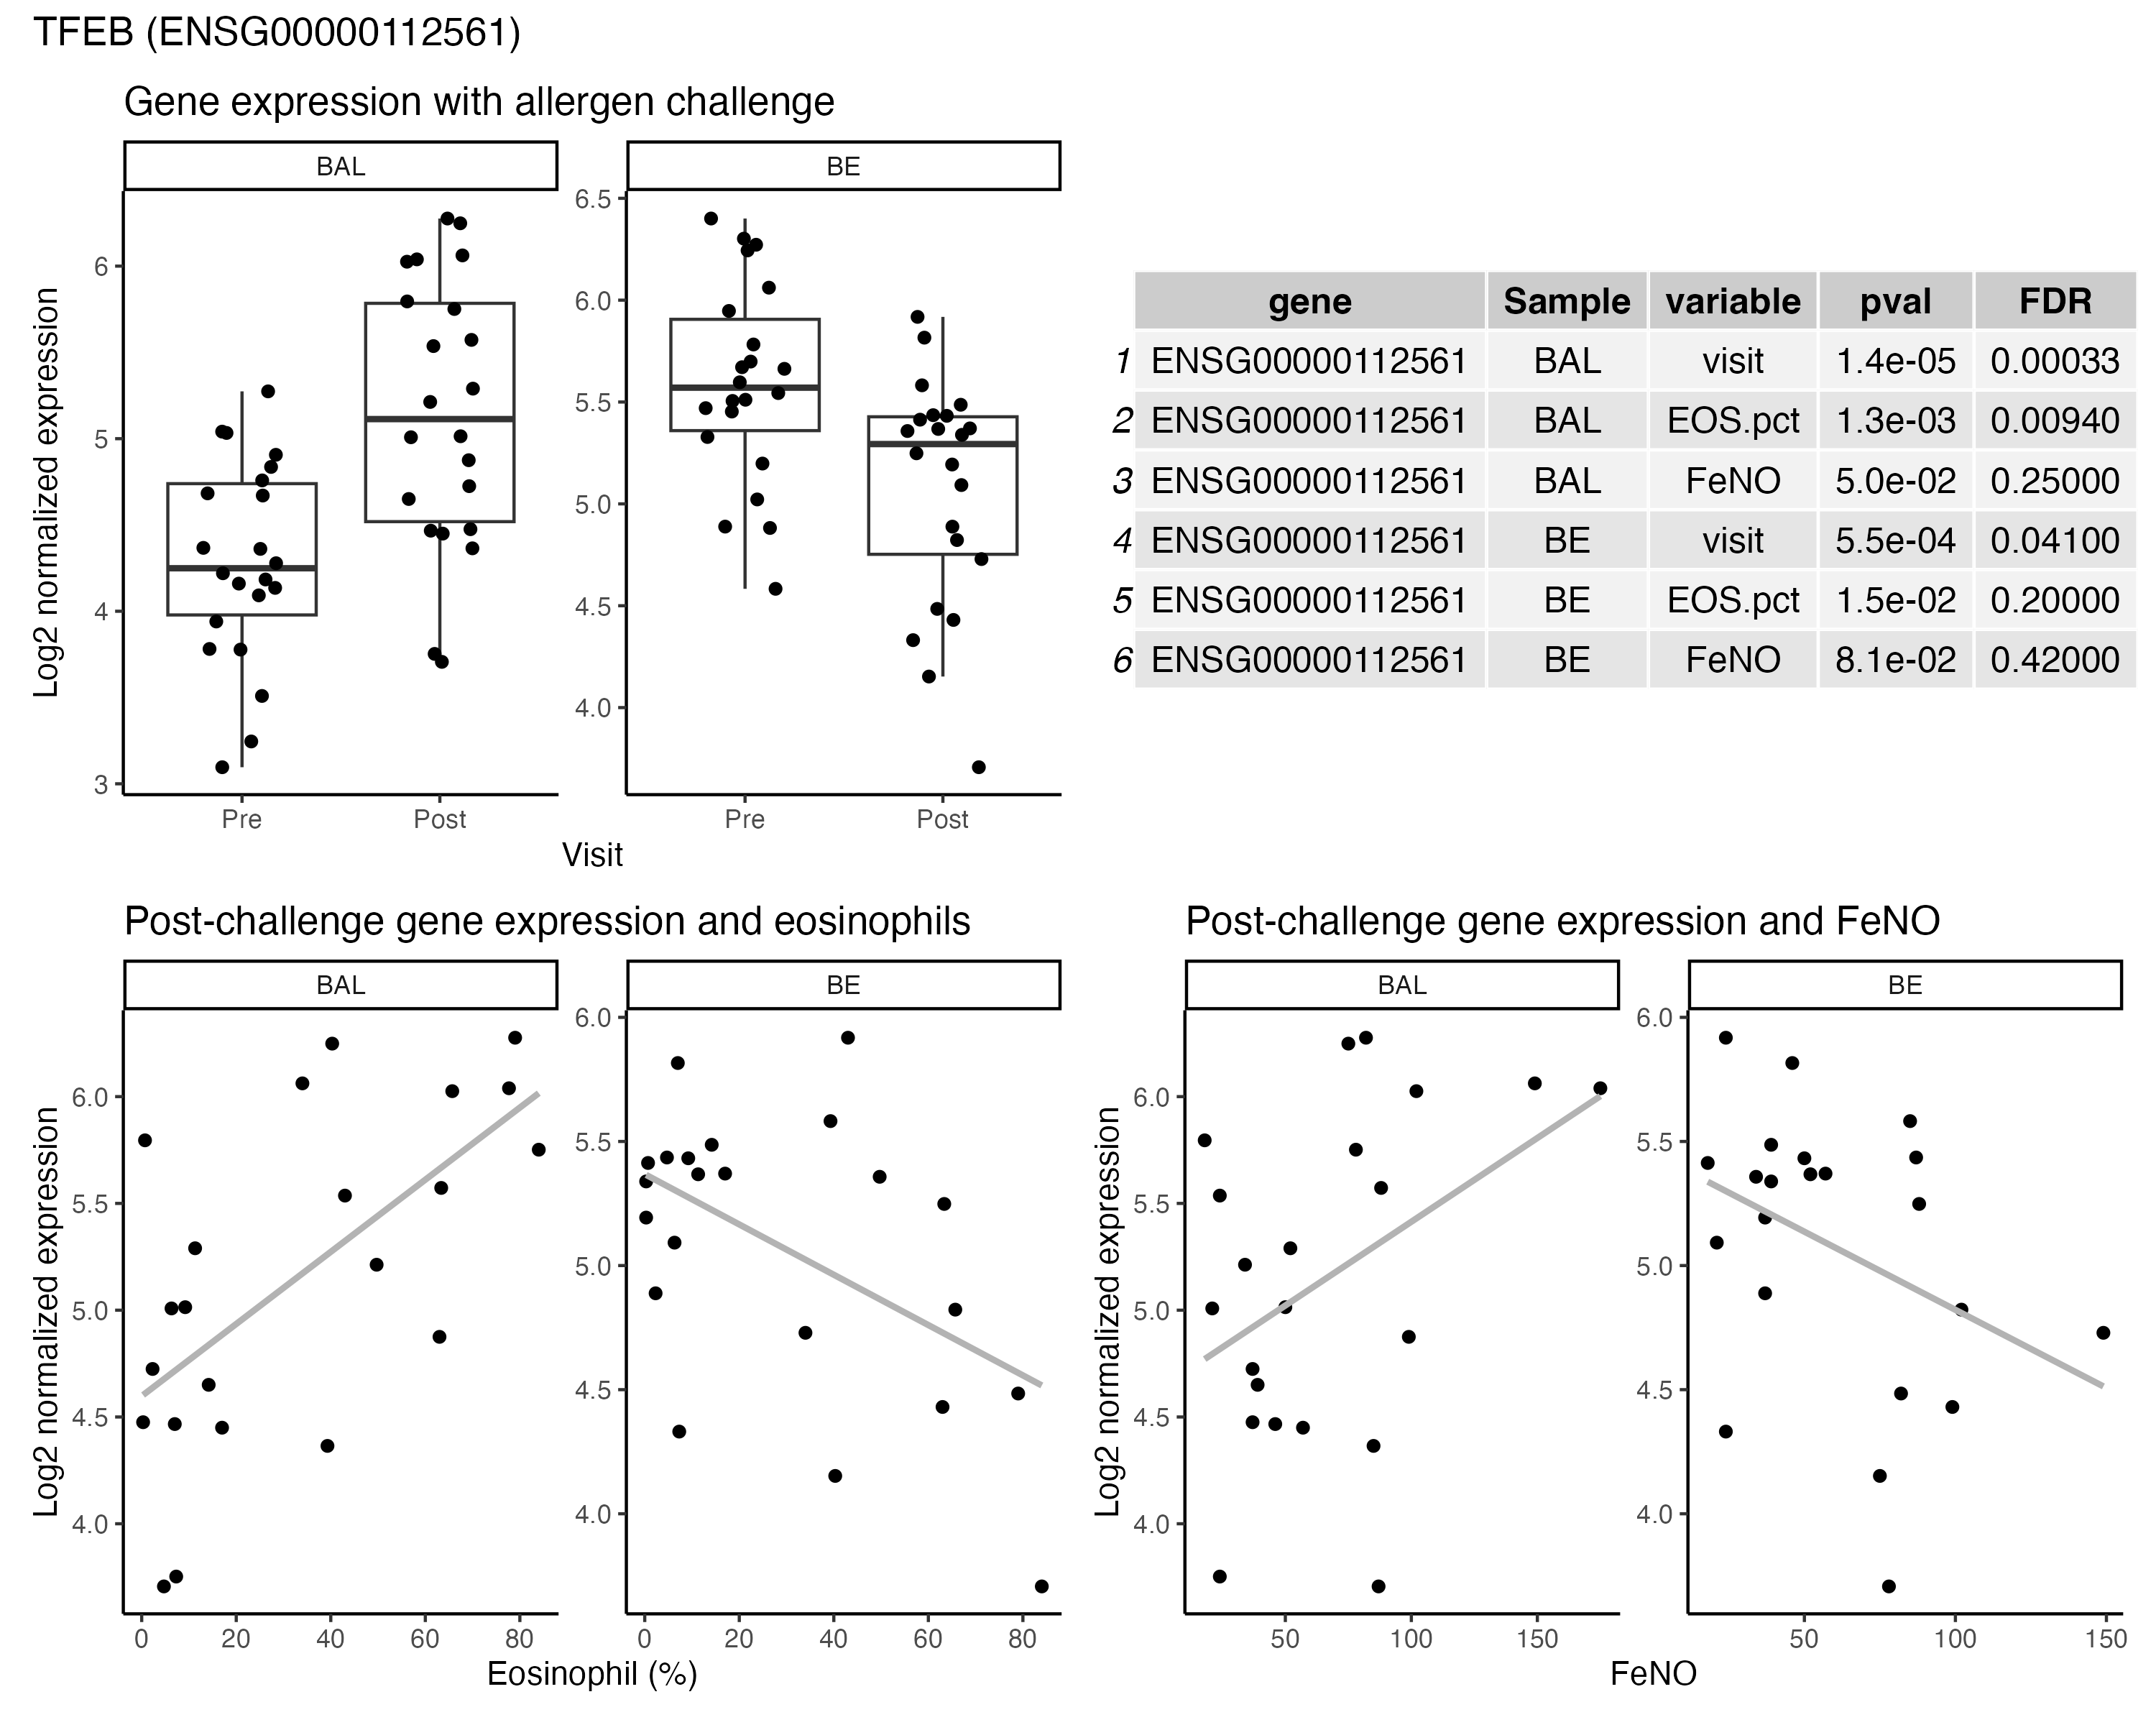 TFEB (ENSG00000112561)
Gene expression with allergen challenge
BAL
BE
Log2 normalized expression
6
5
4
3
6.5
6.0
5.5
5.0
4.5
4.0
Pre
Post
Pre
Post
Visit
gene Sample variable pval FDR
1 ENSG00000112561 BAL visit 1.4e-05 0.00033
2 ENSG00000112561 BAL EOS.pct 1.3e-03 0.00940
3 ENSG00000112561 BAL FeNO 5.0e-02 0.25000
4 ENSG00000112561 BE visit 5.5e-04 0.04100
5 ENSG00000112561 BE EOS.pct 1.5e-02 0.20000
6 ENSG00000112561 BE FeNO 8.1e-02 0.42000
Post-challenge gene expression and eosinophils
BAL
BE
Log2 normalized expression
6.0
5.5
5.0
4.5
4.0
6.0
5.5
5.0
4.5
4.0
0 20 40 60 80
0 20 40 60 80
Eosinophil (%)
Post-challenge gene expression and FeNO
BAL
BE
Log2 normalized expression
6.0
5.5
5.0
4.5
4.0
6.0
5.5
5.0
4.5
4.0
50 100 150
50 100 150
FeNO